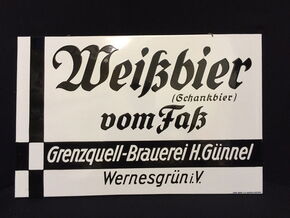 Weißbier
(Schankbier)
vom Faß
Grenzquell-Brauerei H.Günnel
Wernesgrün i.V.